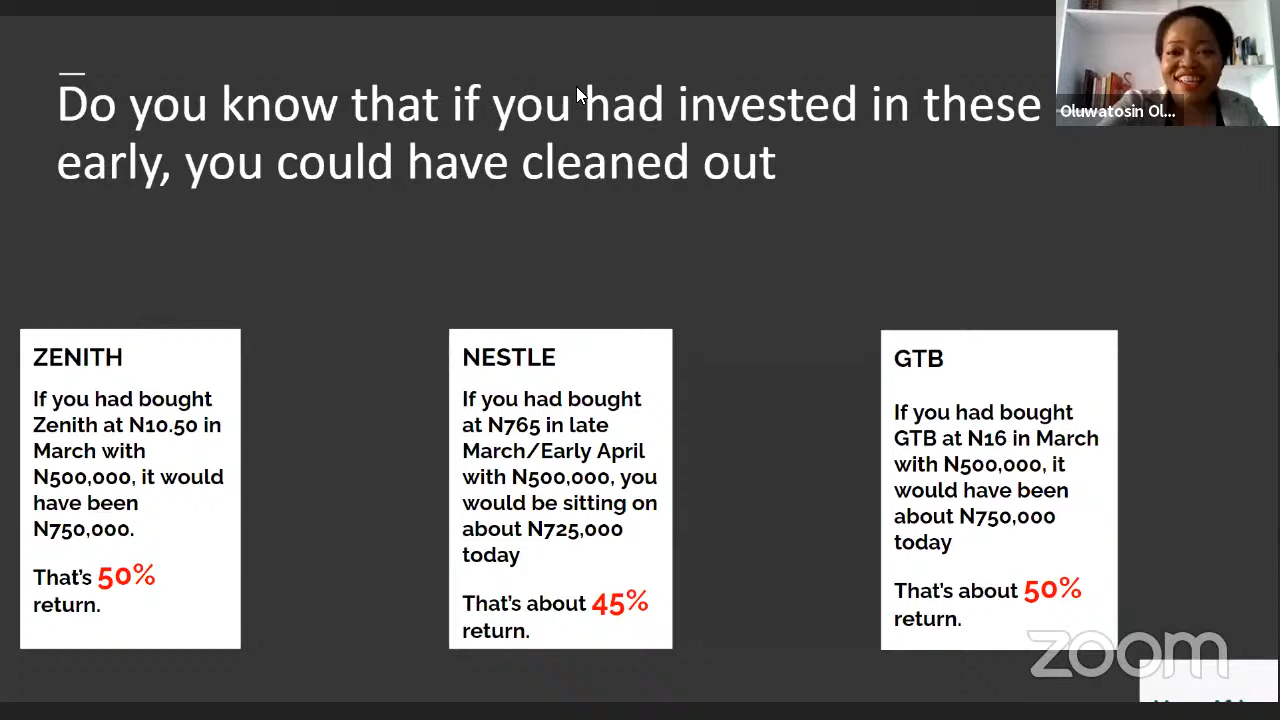 Do you know that if you had invested in these
early, you could have cleaned out
Oluwatosin Ol...
ZENITH
If you had bought
Zenith at N10.50 in
March with
N500,000, it would
have been
N750,000.
That's 50%
return.
NESTLE
If you had bought
at N765 in late
March/Early April
with N500,000, you
would be sitting on
about N725,000
today
That's about 45%
return.
GTB
If you had bought
GTB at N16 in March
with N500,000, it
would have been
about N750,000
today
That's about 50%
return.
zoom